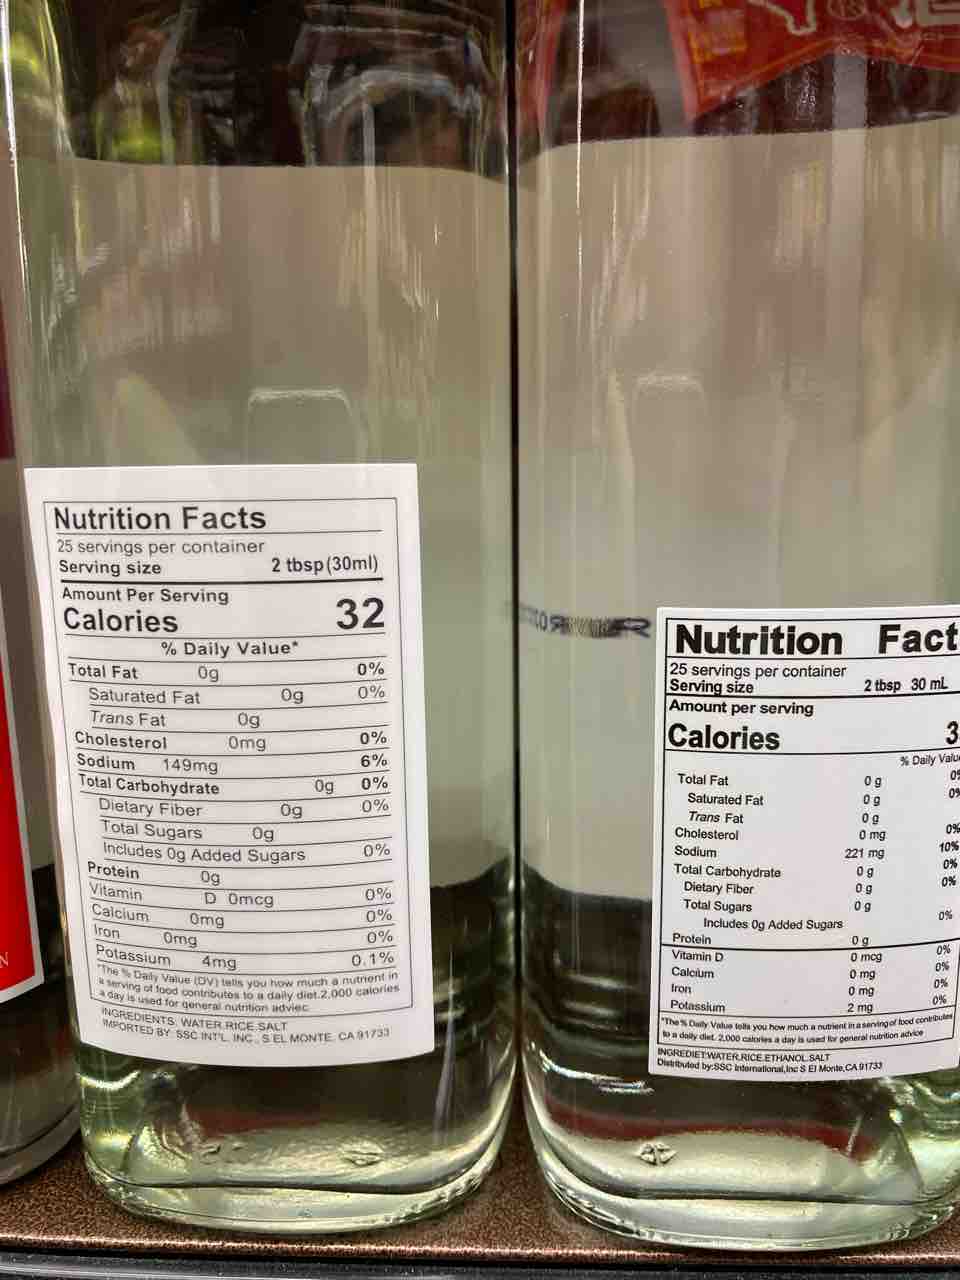 Nutrition Facts
25 servings per container
Serving size 2 tbsp(30ml)
Amount Per Serving
Calories 32
% Daily Value*
Total Fat 0g 0%
Saturated Fat 0g 0%
Trans Fat 0g
Cholesterol 0mg 0%
Sodium 149mg 6%
Total Carbohydrate 0g 0%
Dietary Fiber 0g 0%
Total Sugars 0g
Includes 0g Added Sugars 0%
Protein 0g
Vitamin D 0mcg 0%
Calcium 0mg 0%
Iron 0mg 0%
Potassium 4mg 0.1%
*The % Daily Value (DV) tells you how much a nutrient in
a serving of food contributes to a daily diet.2,000 calories
a day is used for general nutrition adviec.
INGREDIENTS: WATER.RICE.SALT
IMPORTED BY: SSC INT'L. INC., S EL MONTE. CA 91733
Nutrition Fact
25 servings per container
Serving size 2 tbsp 30 mL
Amount per serving
Calories 3
% Daily Valu
Total Fat 0 g 0%
Saturated Fat 0 g 0%
Trans Fat 0 g
Cholesterol 0 mg 0%
Sodium 221 mg 10%
Total Carbohydrate 0 g 0%
Dietary Fiber 0 g 0%
Total Sugars 0 g
Includes 0g Added Sugars 0%
Protein 0 g
Vitamin D 0 mcg 0%
Calcium 0 mg 0%
Iron 0 mg 0%
Potassium 2 mg 0%
*The % Daily Value tells you how much a nutrient in a serving of food contributes
to a daily diet. 2,000 calories a day is used for general nutrition advice
INGREDIET:WATER,RICE,ETHANOL.SALT
Distributed by:SSC International,Inc S El Monte,CA 91733